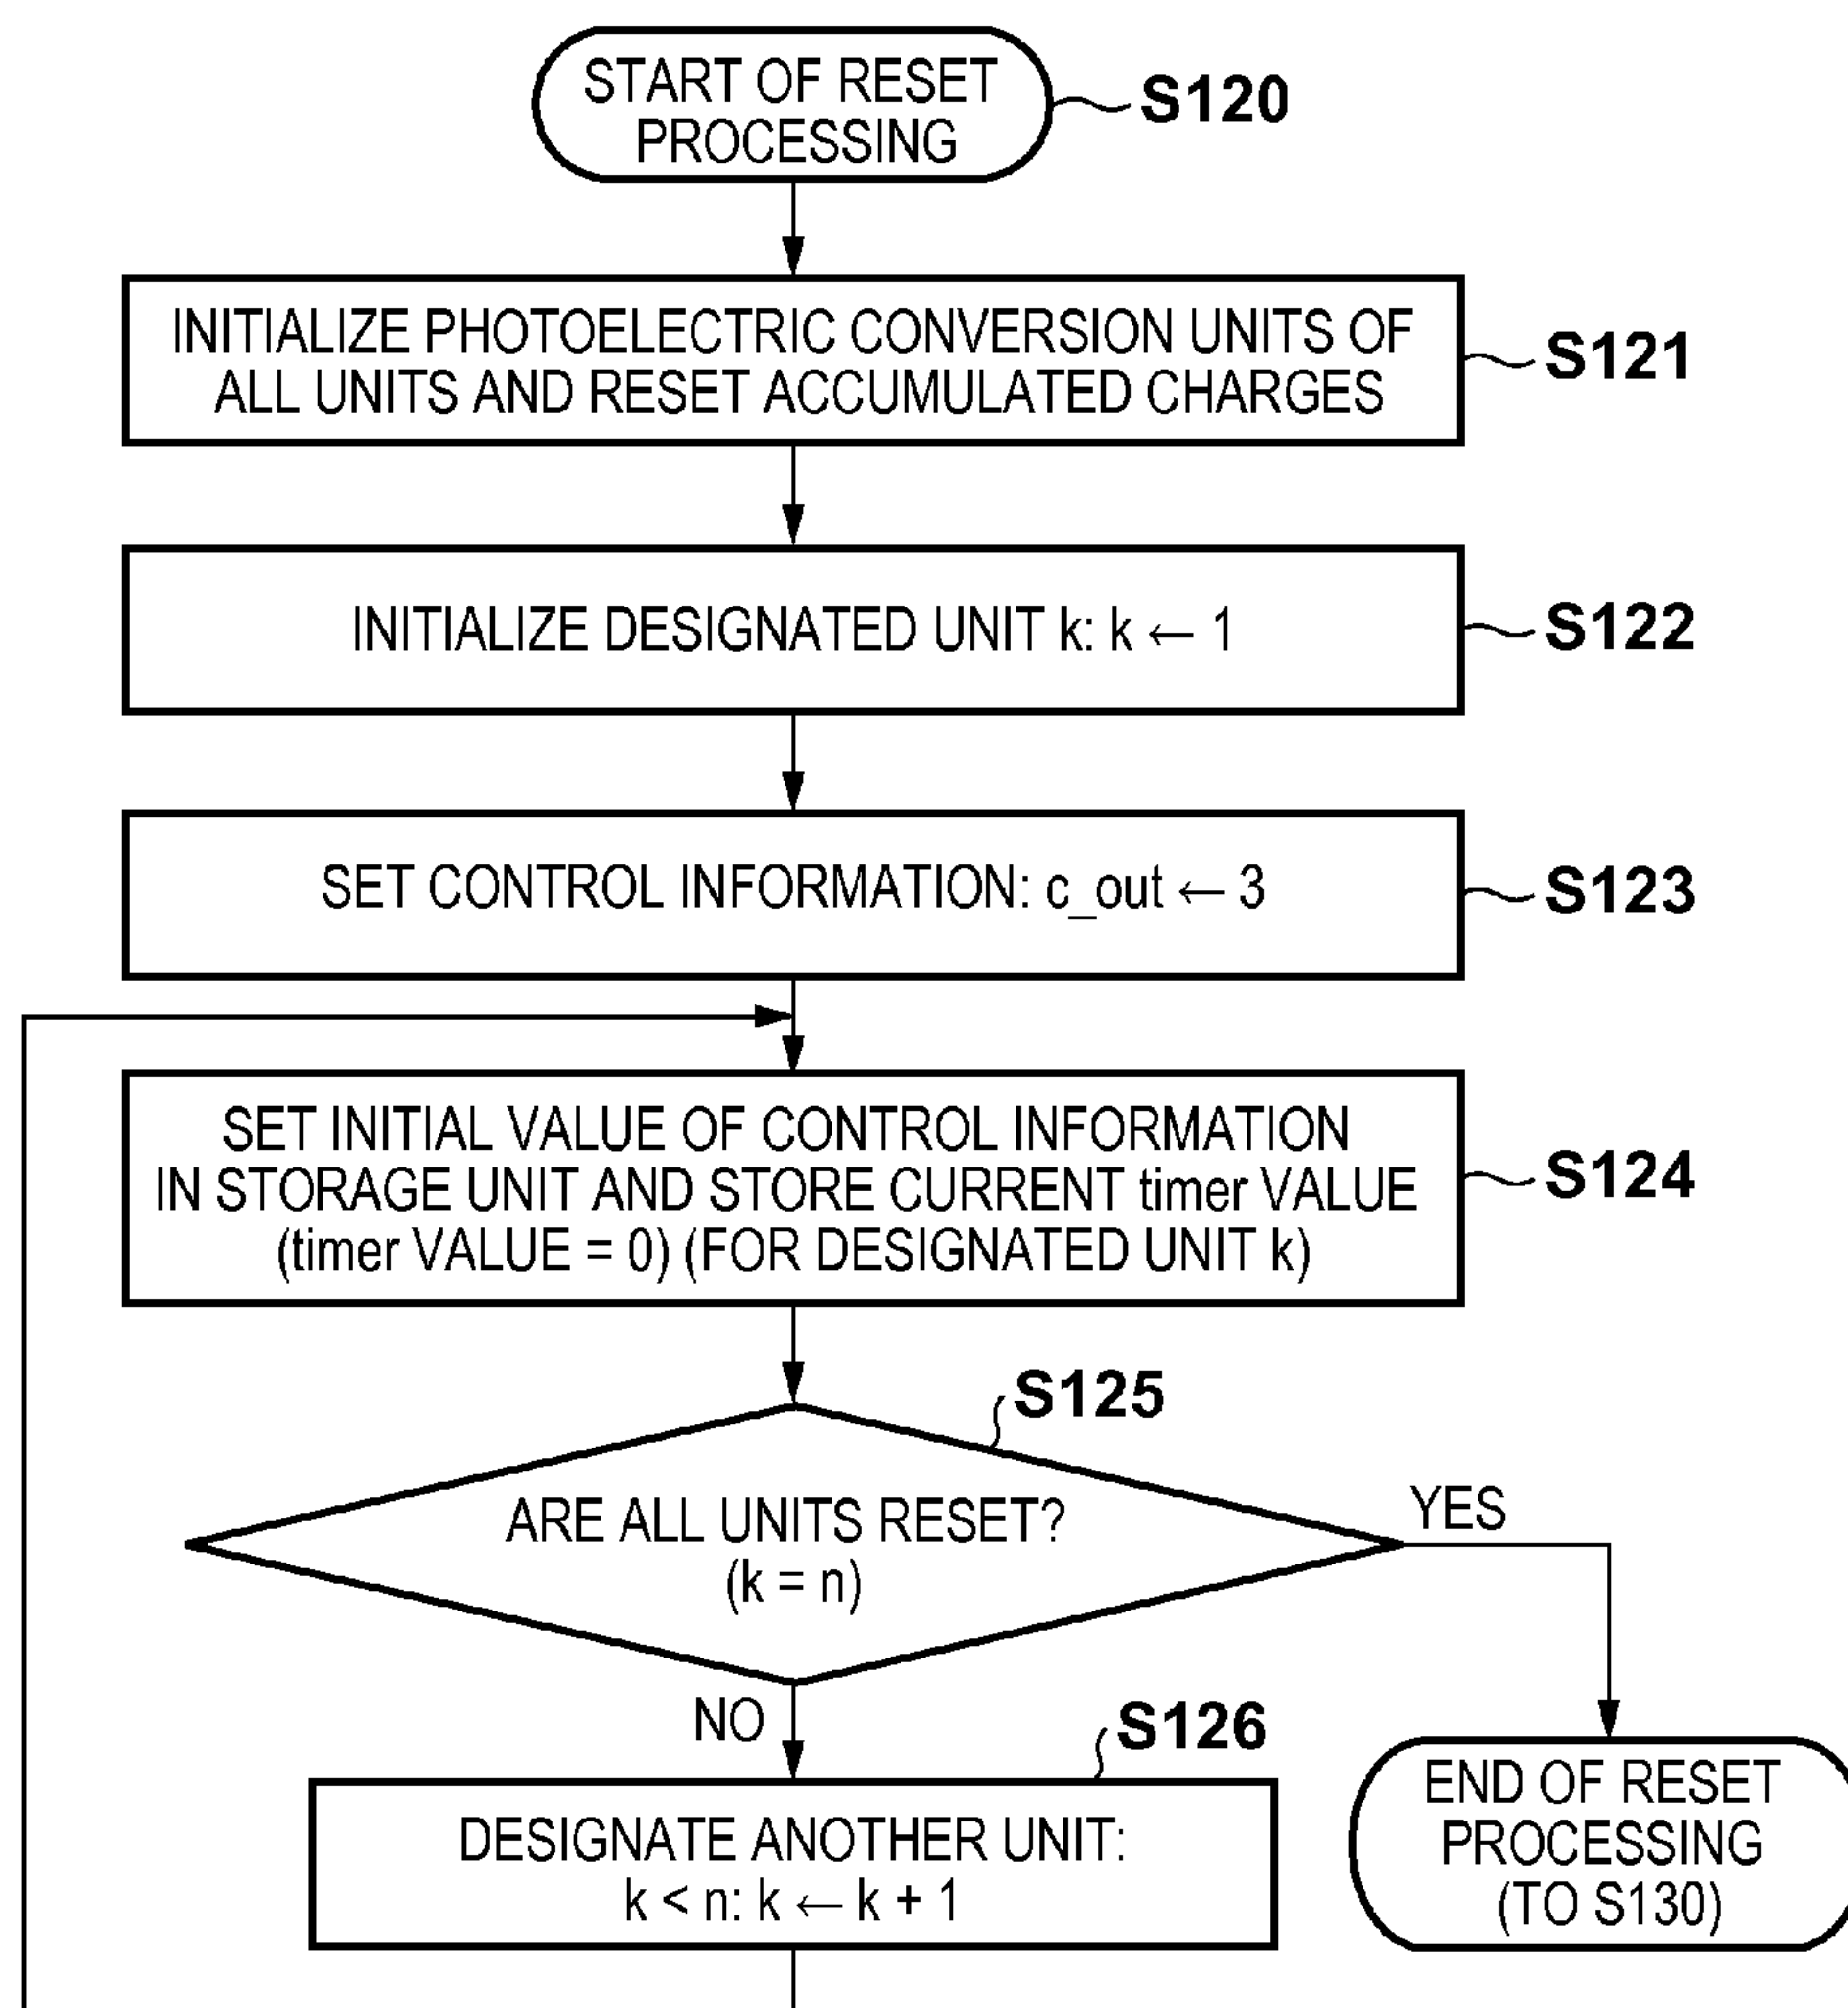 START OF RESET
PROCESSING
S120
INITIALIZE PHOTOELECTRIC CONVERSION UNITS OF
ALL UNITS AND RESET ACCUMULATED CHARGES
S121
INITIALIZE DESIGNATED UNIT k: k ← 1
S122
SET CONTROL INFORMATION: c_out ← 3
S123
SET INITIAL VALUE OF CONTROL INFORMATION
IN STORAGE UNIT AND STORE CURRENT timer VALUE
(timer VALUE = 0) (FOR DESIGNATED UNIT k)
S124
S125
ARE ALL UNITS RESET?
(k = n)
YES
NO
S126
DESIGNATE ANOTHER UNIT:
k < n: k ← k + 1
END OF RESET
PROCESSING
(TO S130)